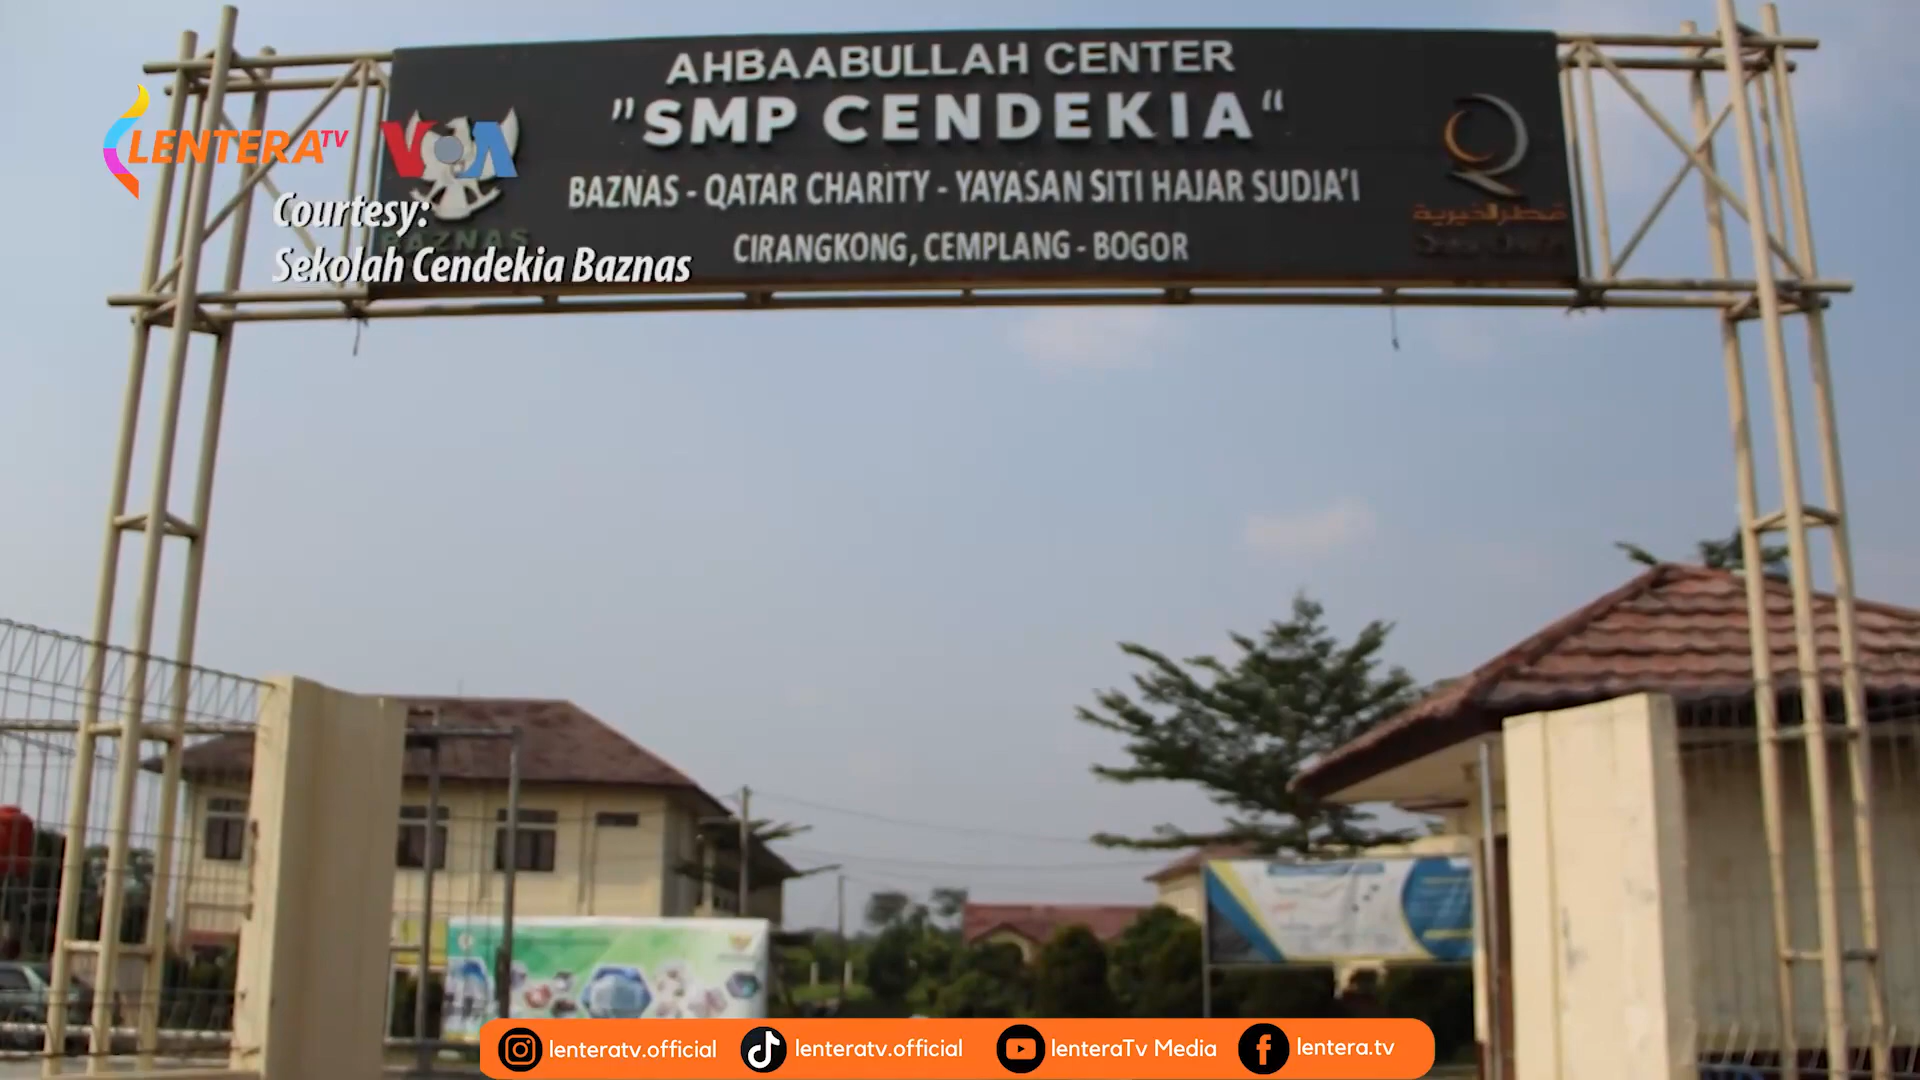 AHBAABULLAH CENTER
"SMP CENDEKIA"
BAZNAS - QATAR CHARITY - YAYASAN SITI HAJAR SUDJA'I
CIRANGKONG, CEMPLANG - BOGOR
LENTERA TV
VOA
BAZNAS
قطر الخيرية
Courtesy:
Sekolah Cendekia Baznas
lenteratv.official
lenteratv.official
lenteraTv Media
lentera.tv